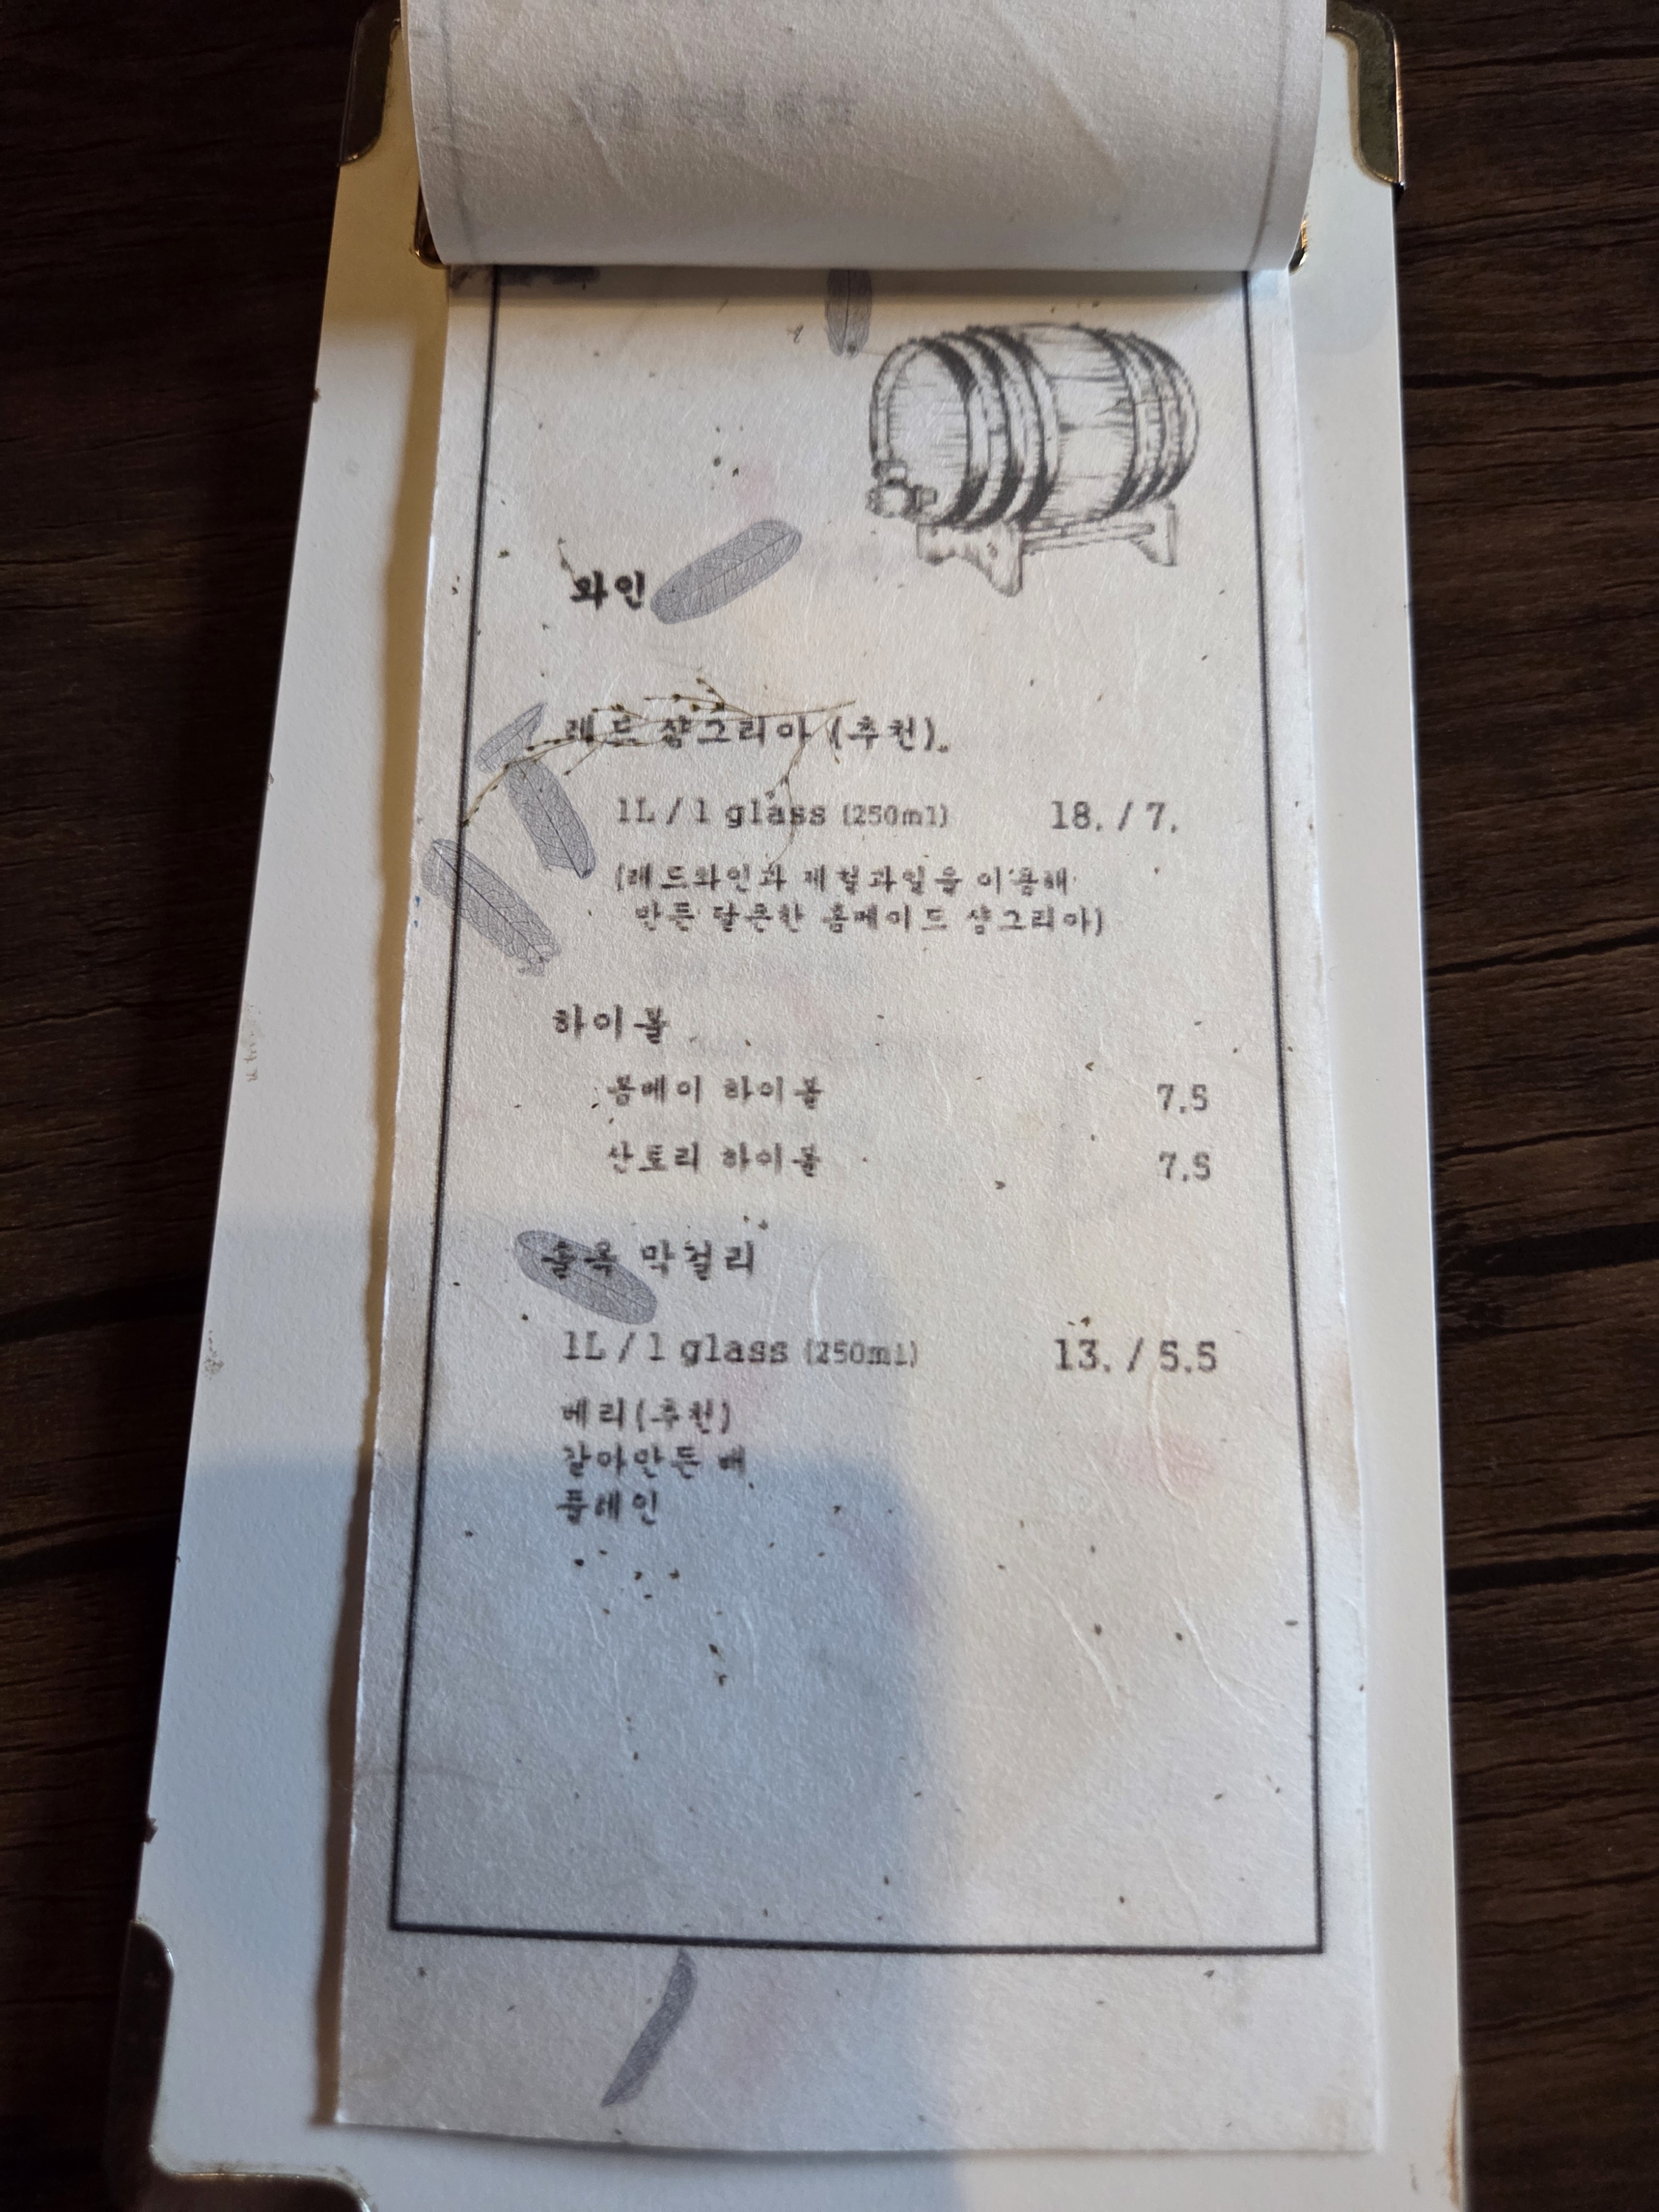 와인
레드 샹그리아 (추천).
1L / 1 glass (250ml) 18. / 7.
(레드와인과 제철과일을 이용해
만든 달콤한 홈메이드 샹그리아)
하이볼
봄베이 하이볼 7.5
산토리 하이볼 7.5
막걸리
1L / 1 glass (250ml) 13. / 5.5
베리(추천)
갈아만든 배
플레인